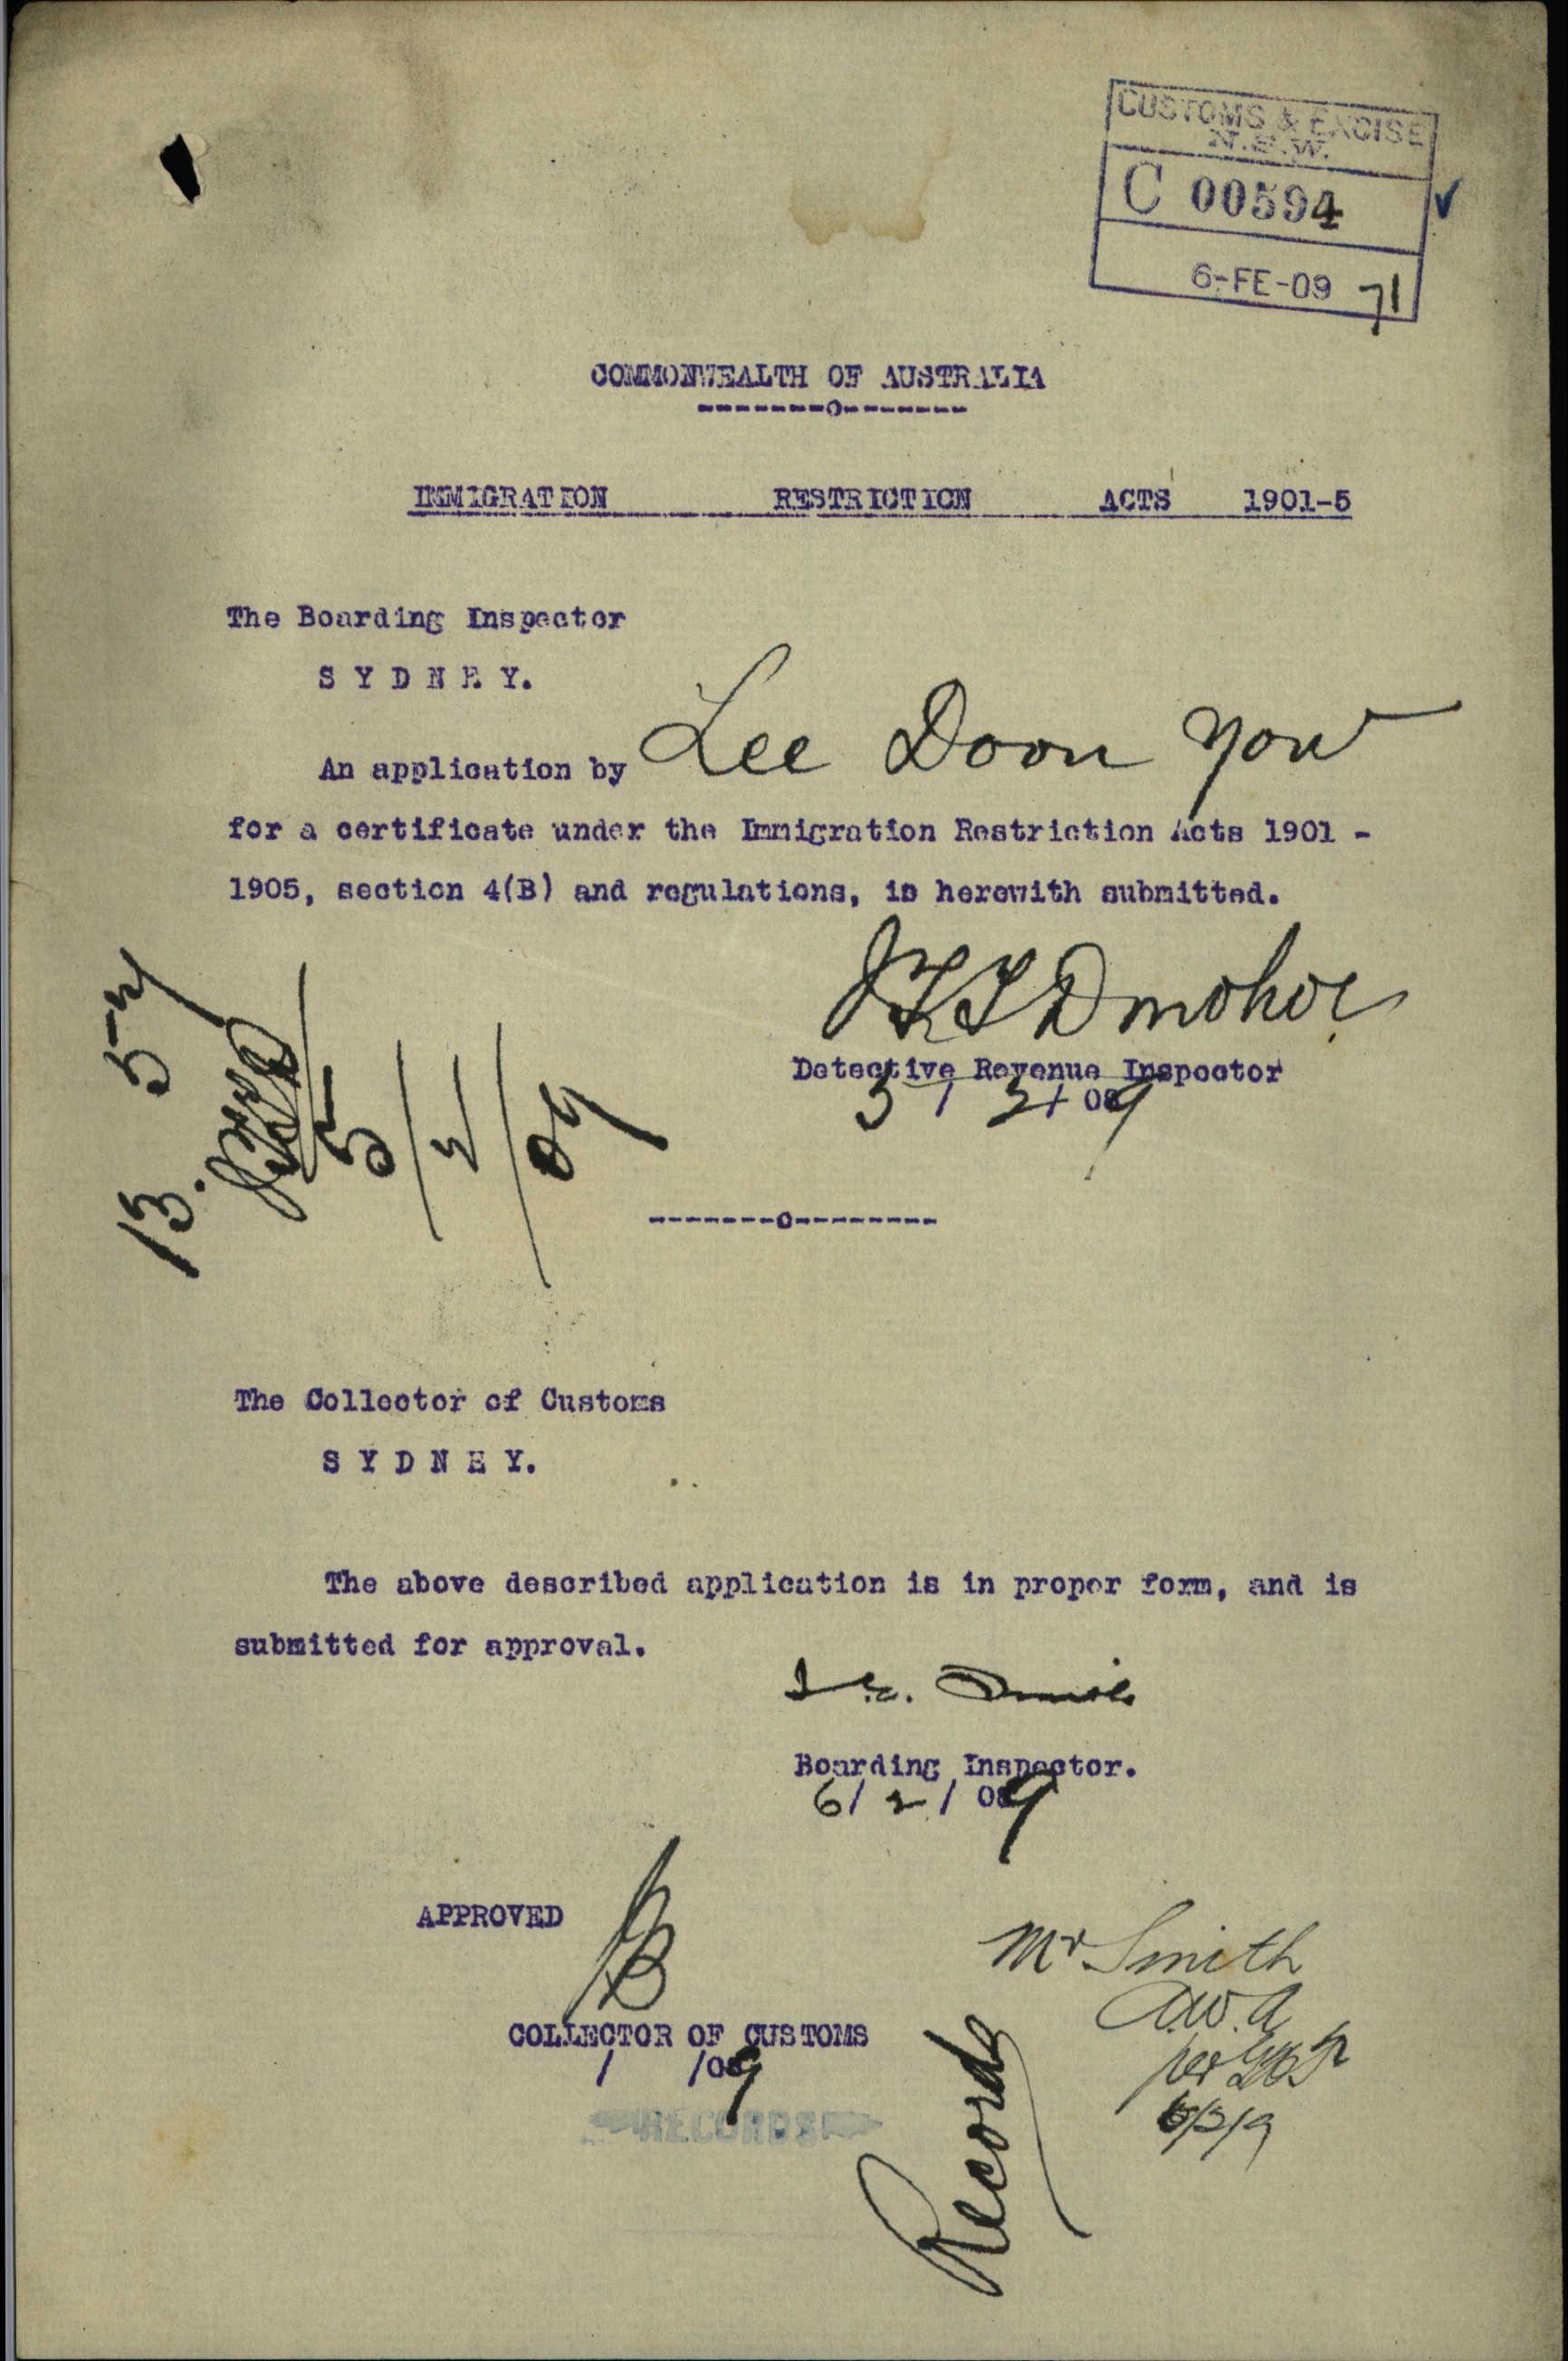 CUSTOMS & EXCISE
N.S.W.
C 00594
6-FE-09 71
COMMONWEALTH OF AUSTRALIA
--------o--------
IMMIGRATION RESTRICTION ACTS 1901-5
The Boarding Inspector
S Y D N E Y.
An application by Lee Doon You
for a certificate under the Immigration Restriction Acts 1901 -
1905, section 4(B) and regulations, is herewith submitted.
Donohoe
Detective Revenue Inspector
5/2/09
13.
5/2/09
--------o---------
The Collector of Customs
S Y D N E Y.
The above described application is in proper form, and is
submitted for approval.
Boarding Inspector.
6/2/09
APPROVED
COLLECTOR OF CUSTOMS
/ /09
RECORDS
Records
Mr Smith
per
6/2/9